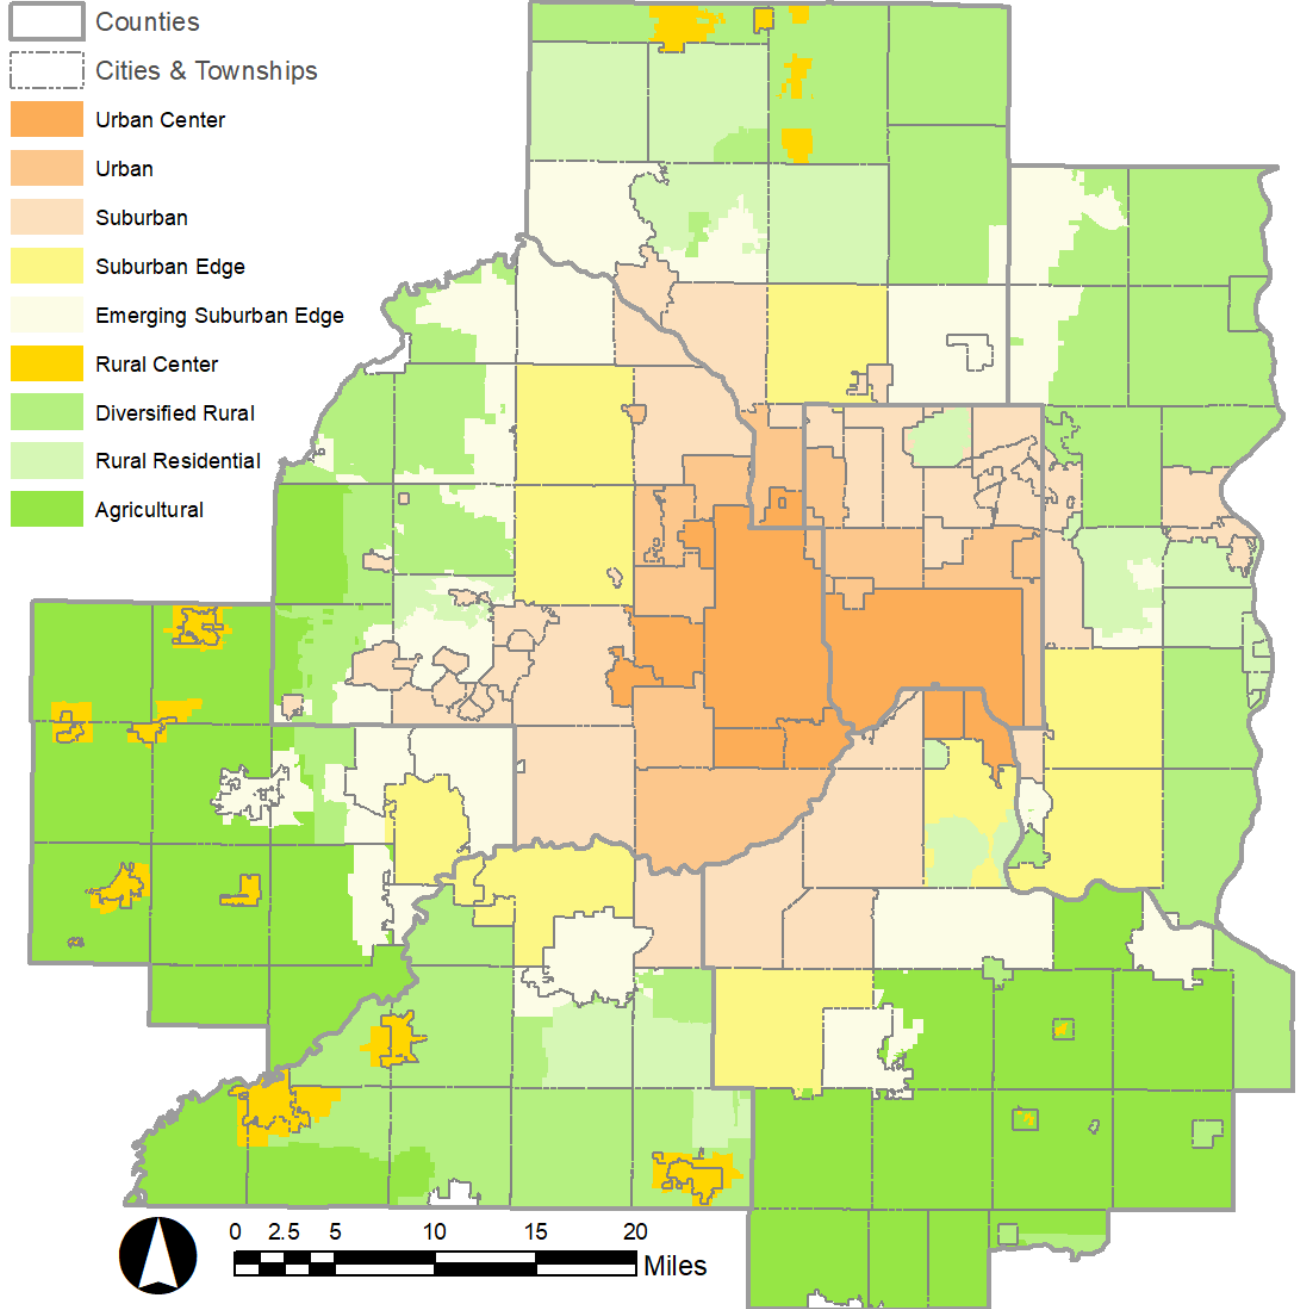 Counties
Cities & Townships
Urban Center
Urban
Suburban
Suburban Edge
Emerging Suburban Edge
Rural Center
Diversified Rural
Rural Residential
Agricultural
0 2.5 5 10 15 20
Miles